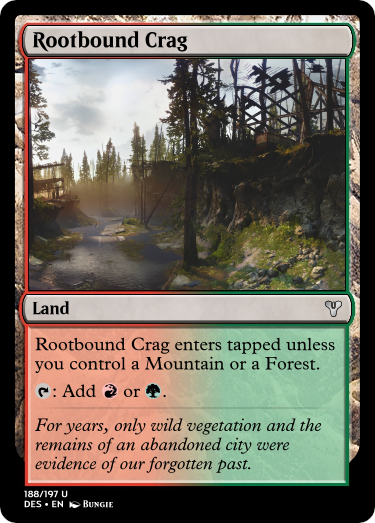 Rootbound Crag
Land
Rootbound Crag enters tapped unless
you control a Mountain or a Forest.
: Add or .
For years, only wild vegetation and the
remains of an abandoned city were
evidence of our forgotten past.
188/197 U
DES • EN Bungie